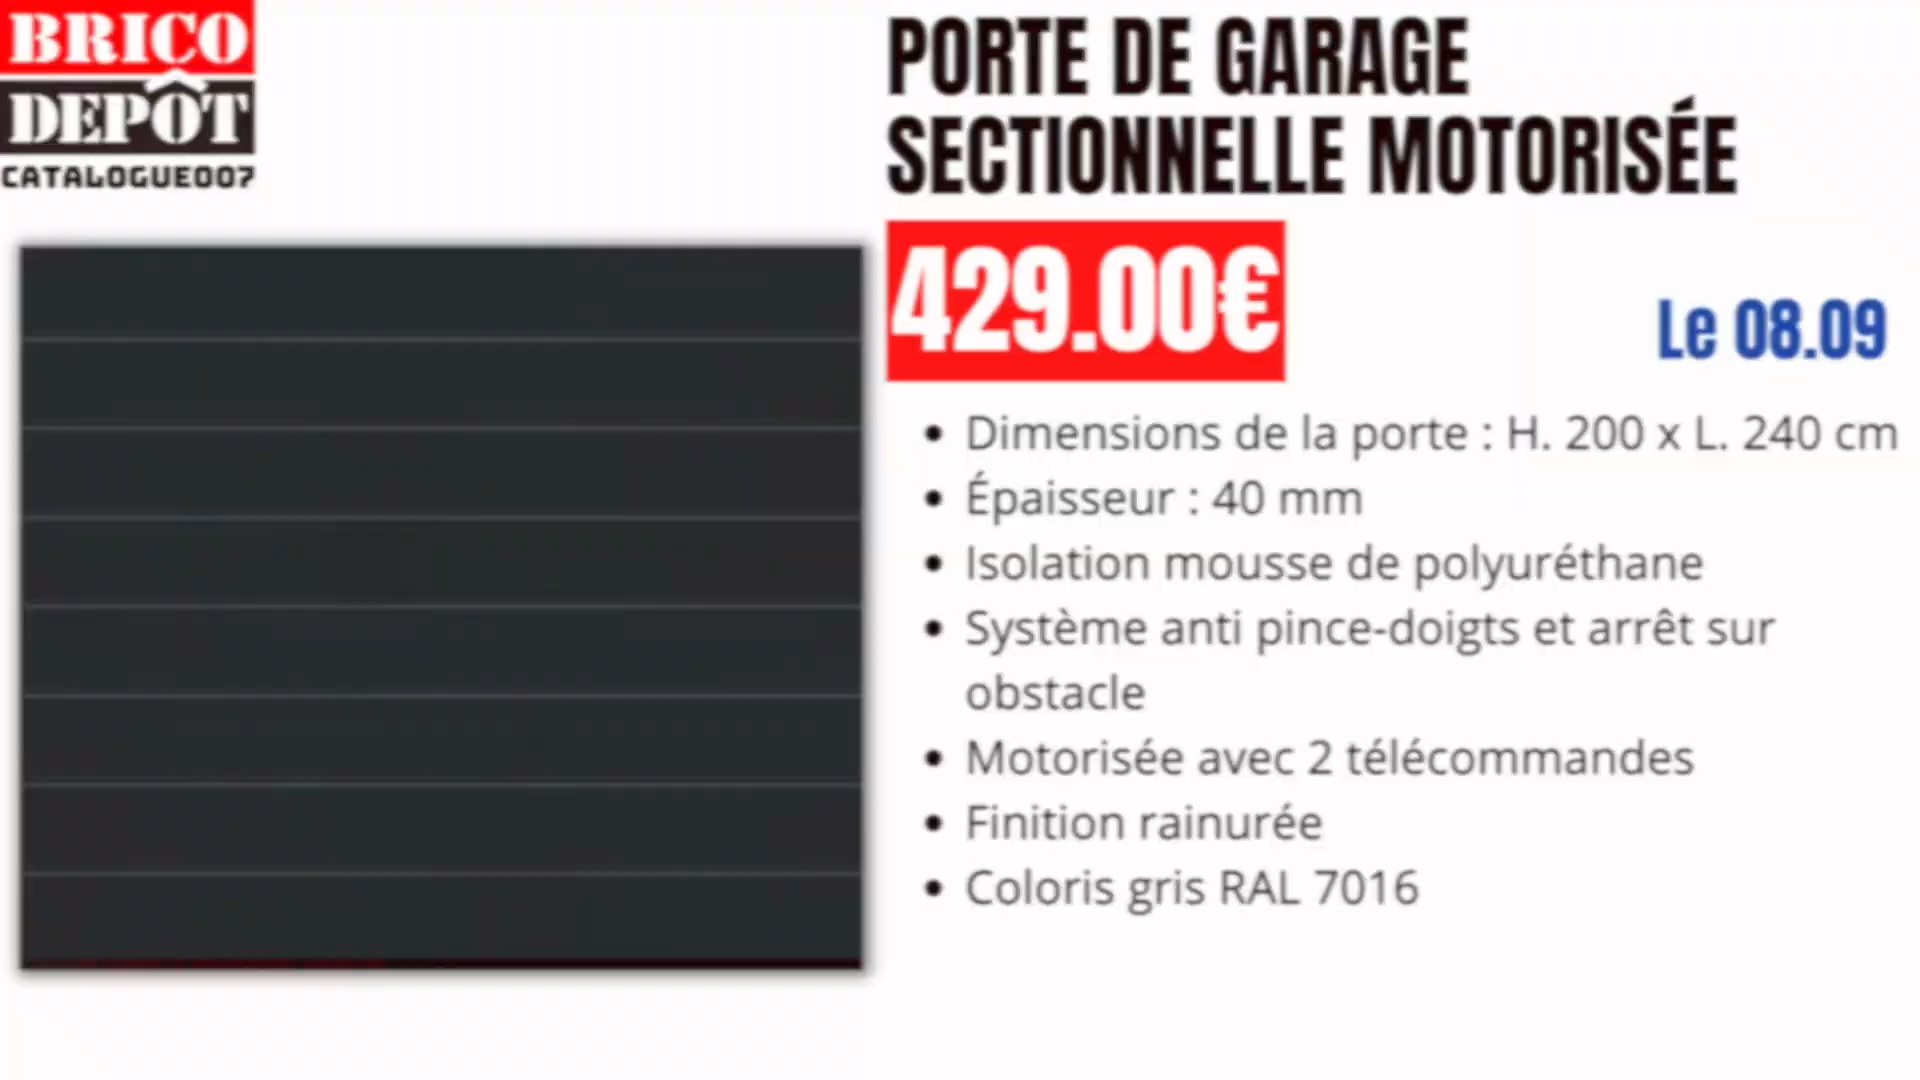 BRICO
DEPÔT
CATALOGUE007
PORTE DE GARAGE
SECTIONNELLE MOTORISÉE
429.00€
Le 08.09
• Dimensions de la porte : H. 200 x L. 240 cm
• Épaisseur : 40 mm
• Isolation mousse de polyuréthane
• Système anti pince-doigts et arrêt sur
obstacle
• Motorisée avec 2 télécommandes
• Finition rainurée
• Coloris gris RAL 7016